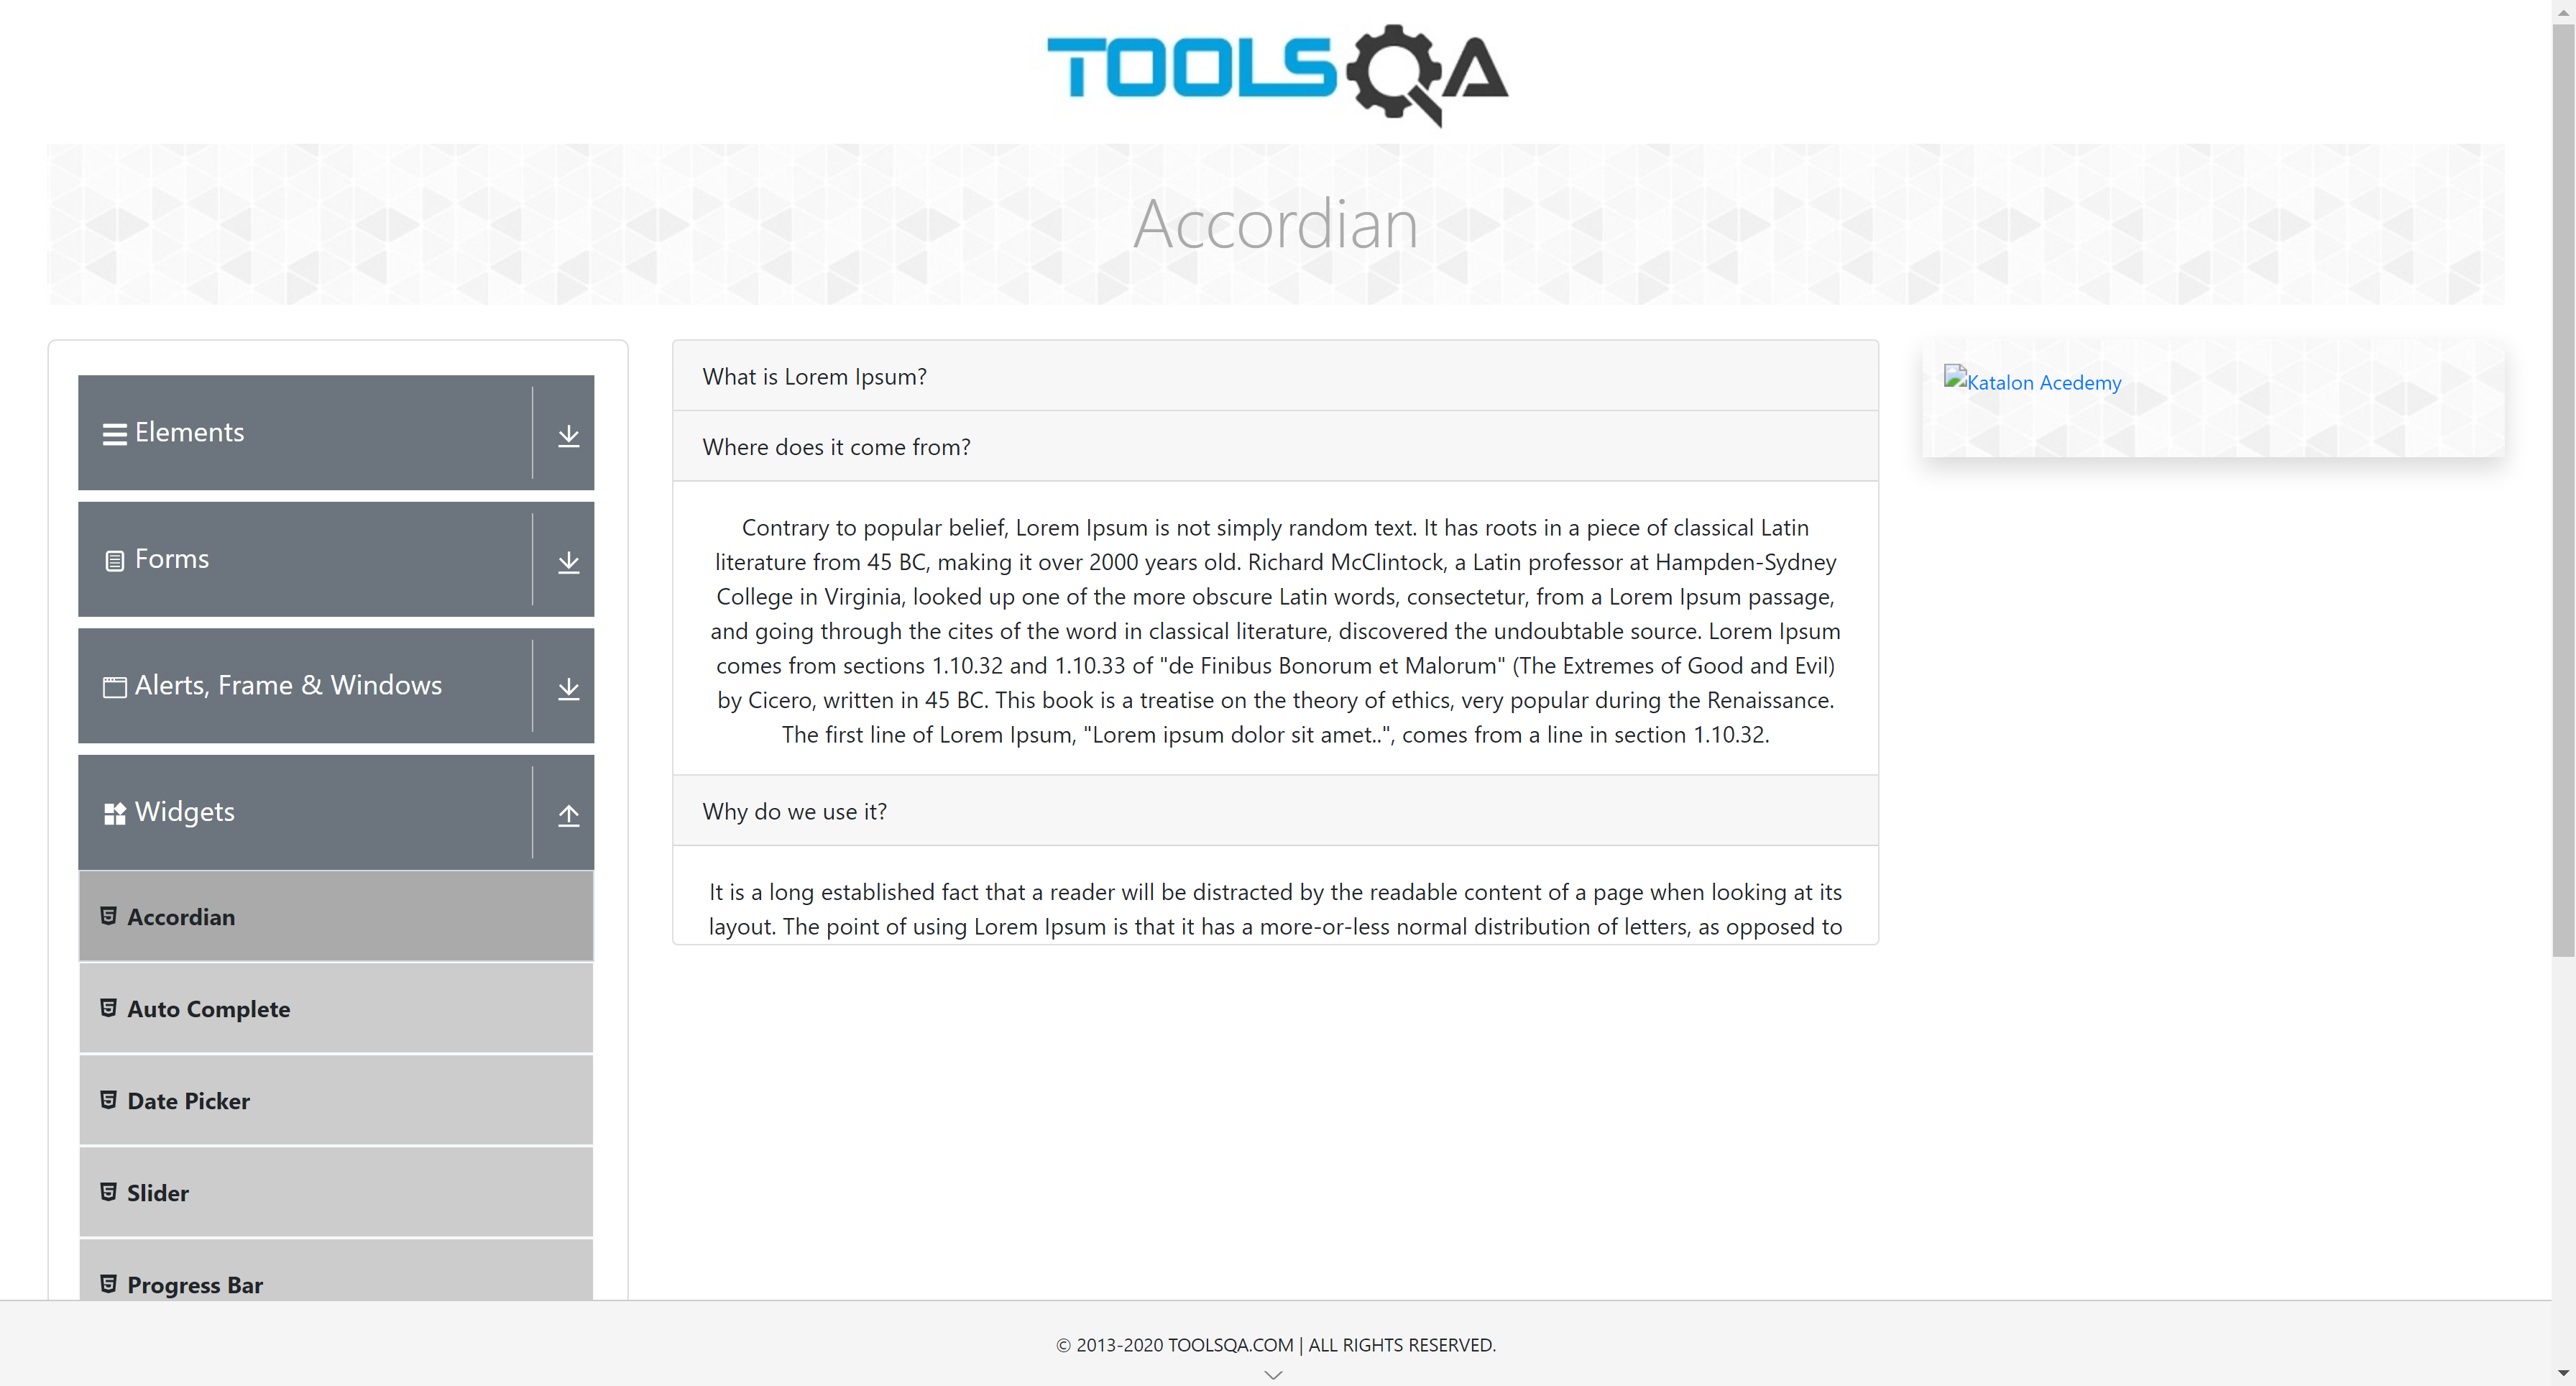 TOOLSQA
Accordian
Elements
Forms
Alerts, Frame & Windows
Widgets
Accordian
Auto Complete
Date Picker
Slider
Progress Bar
What is Lorem Ipsum?
Where does it come from?
Contrary to popular belief, Lorem Ipsum is not simply random text. It has roots in a piece of classical Latin
literature from 45 BC, making it over 2000 years old. Richard McClintock, a Latin professor at Hampden-Sydney
College in Virginia, looked up one of the more obscure Latin words, consectetur, from a Lorem Ipsum passage,
and going through the cites of the word in classical literature, discovered the undoubtable source. Lorem Ipsum
comes from sections 1.10.32 and 1.10.33 of "de Finibus Bonorum et Malorum" (The Extremes of Good and Evil)
by Cicero, written in 45 BC. This book is a treatise on the theory of ethics, very popular during the Renaissance.
The first line of Lorem Ipsum, "Lorem ipsum dolor sit amet..", comes from a line in section 1.10.32.
Why do we use it?
It is a long established fact that a reader will be distracted by the readable content of a page when looking at its
layout. The point of using Lorem Ipsum is that it has a more-or-less normal distribution of letters, as opposed to
Katalon Acedemy
© 2013-2020 TOOLSQA.COM | ALL RIGHTS RESERVED.